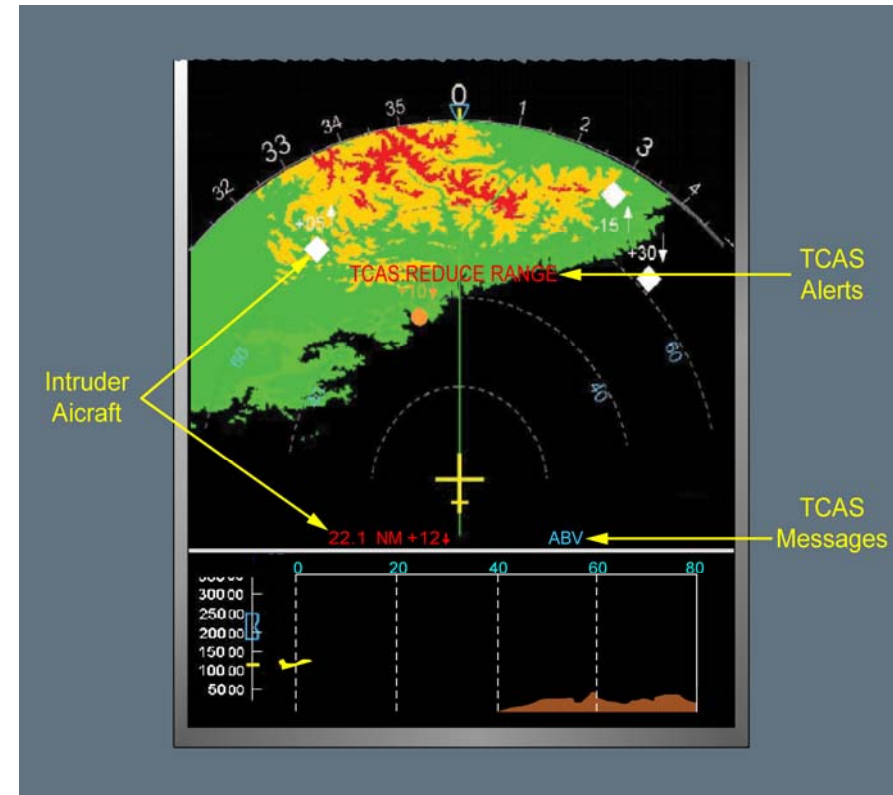 0
35
1
34
2
33
3
32
4
+05↑
-15↑
+30↓
TCAS:REDUCE RANGE
TCAS
Alerts
+10↓
60
60
40
Intruder
Aicraft
TCAS
Messages
22.1 NM +12↓
ABV
0 20 40 60 80
300 00
250 00
200 00
150 00
100 00
50 00